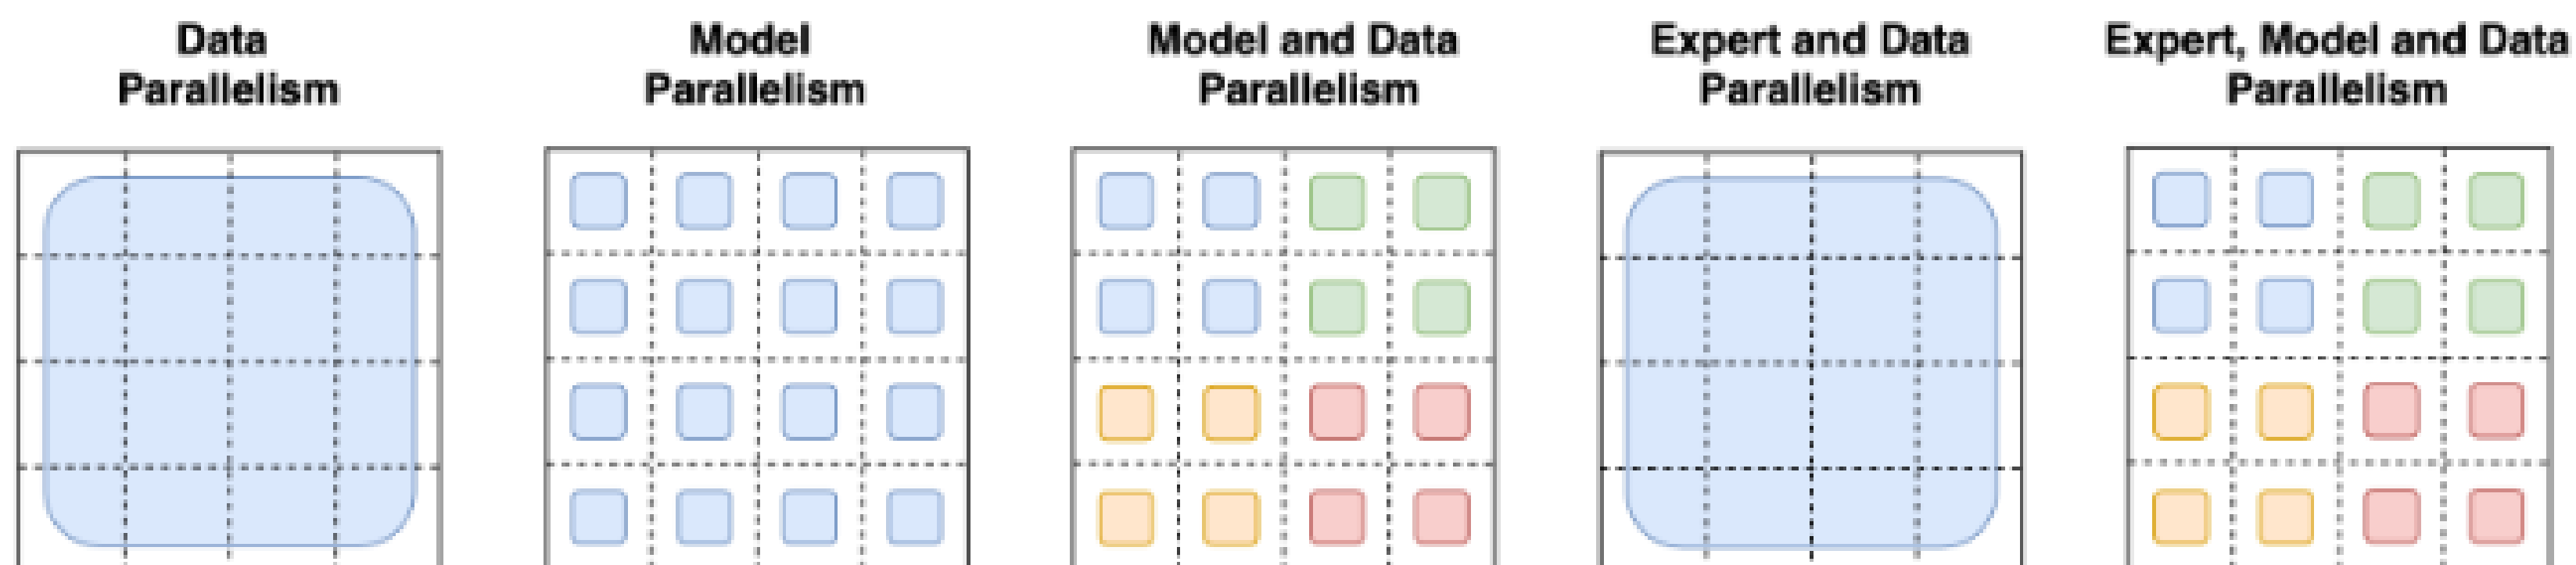 Data
Parallelism
Model
Parallelism
Model and Data
Parallelism
Expert and Data
Parallelism
Expert, Model and Data
Parallelism